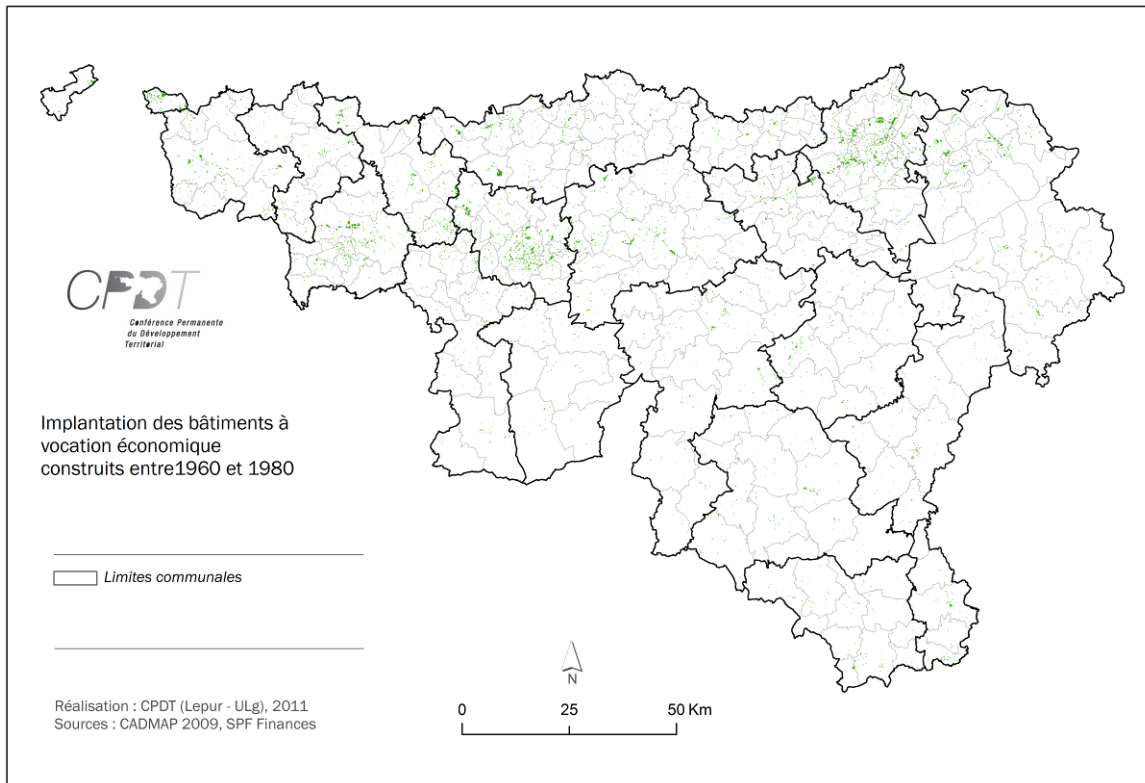 CPDT
Conférence Permanente
du Développement
Territorial
Implantation des bâtiments à
vocation économique
construits entre1960 et 1980
Limites communales
Réalisation : CPDT (Lepur - ULg), 2011
Sources : CADMAP 2009, SPF Finances
N
0 25 50 Km